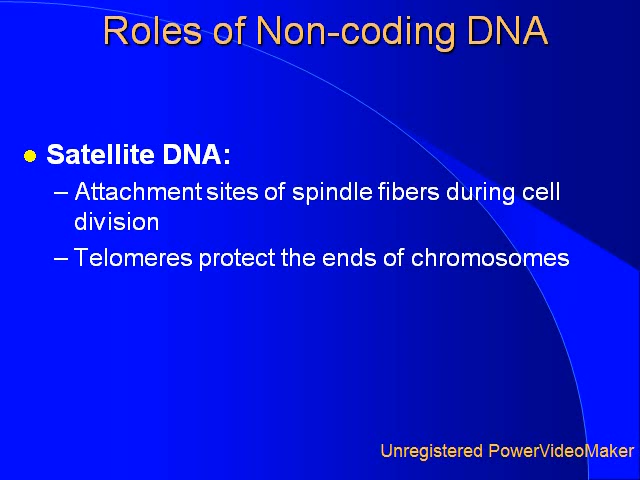 Roles of Non-coding DNA
● Satellite DNA:
– Attachment sites of spindle fibers during cell
division
– Telomeres protect the ends of chromosomes
Unregistered PowerVideoMaker